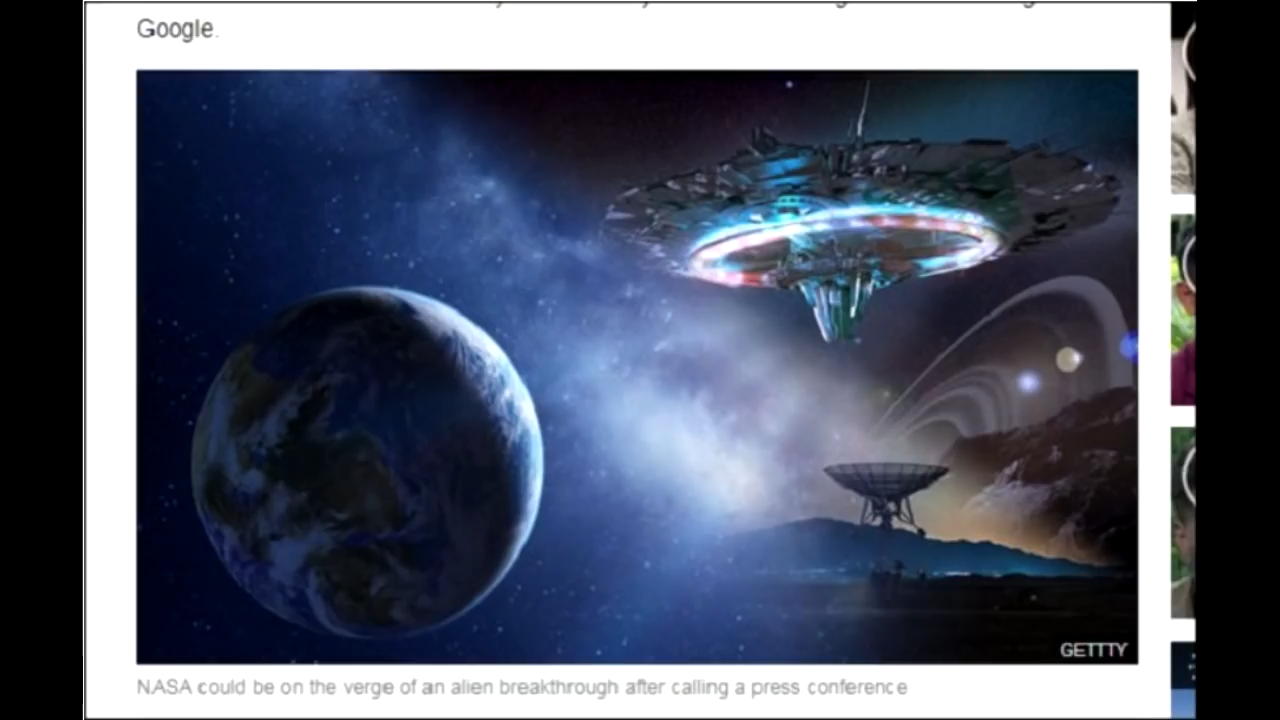 Google.
GETTTY
NASA could be on the verge of an alien breakthrough after calling a press conference